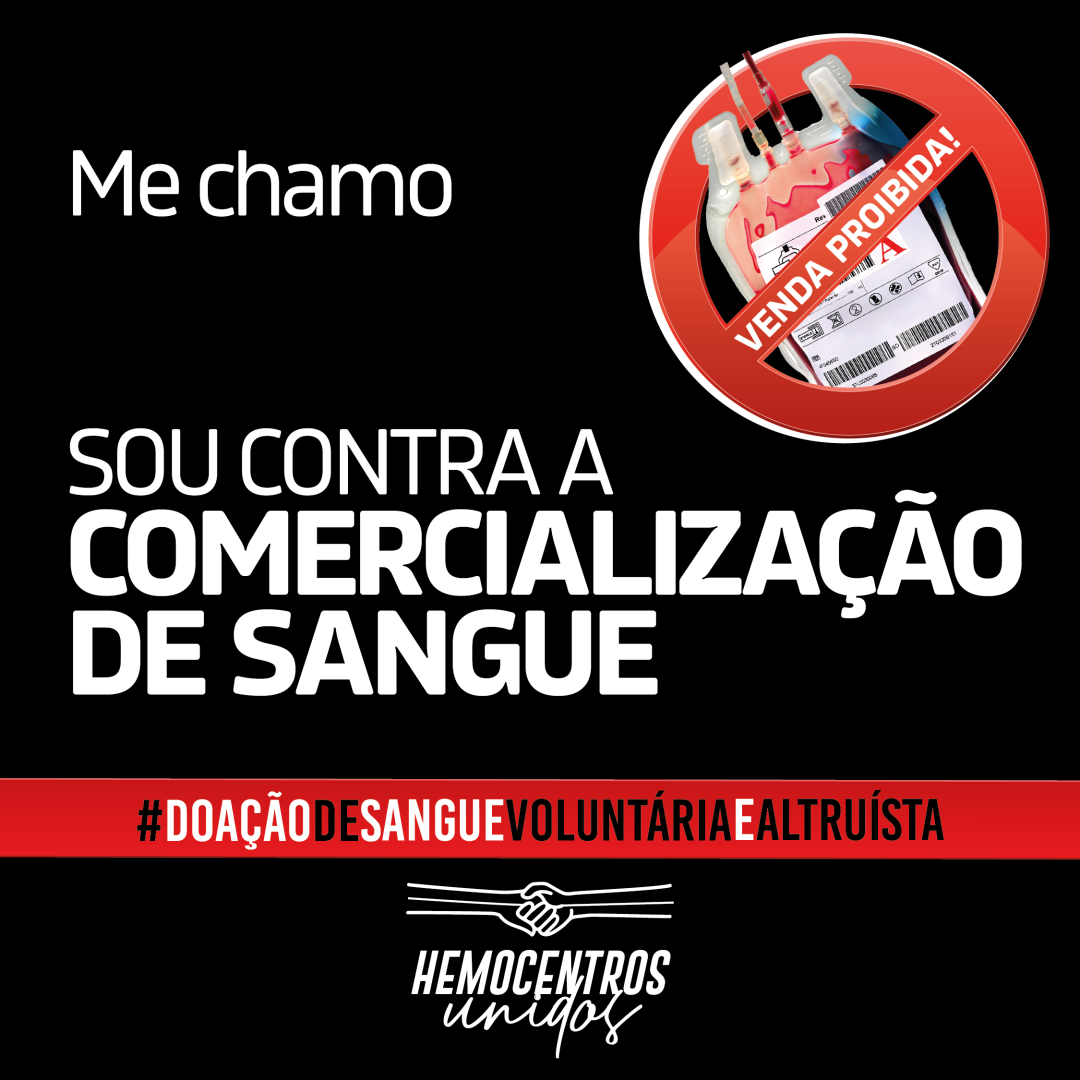 Me chamo
VENDA PROIBIDA!
A
SOU CONTRA A
COMERCIALIZAÇÃO
DE SANGUE
#DOAÇÃODESANGUEVOLUNTÁRIAEALTRUÍSTA
HEMOCENTROS
unidos